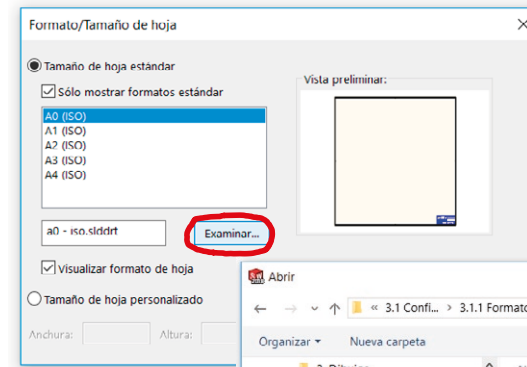 Formato/Tamaño de hoja
Tamaño de hoja estándar
Sólo mostrar formatos estándar
A0 (ISO)
A1 (ISO)
A2 (ISO)
A3 (ISO)
A4 (ISO)
Vista preliminar:
a0 - iso.slddrt
Examinar...
Visualizar formato de hoja
Tamaño de hoja personalizado
Anchura:
Altura:
Abrir
« 3.1 Confi... > 3.1.1 Formato
Organizar
Nueva carpeta